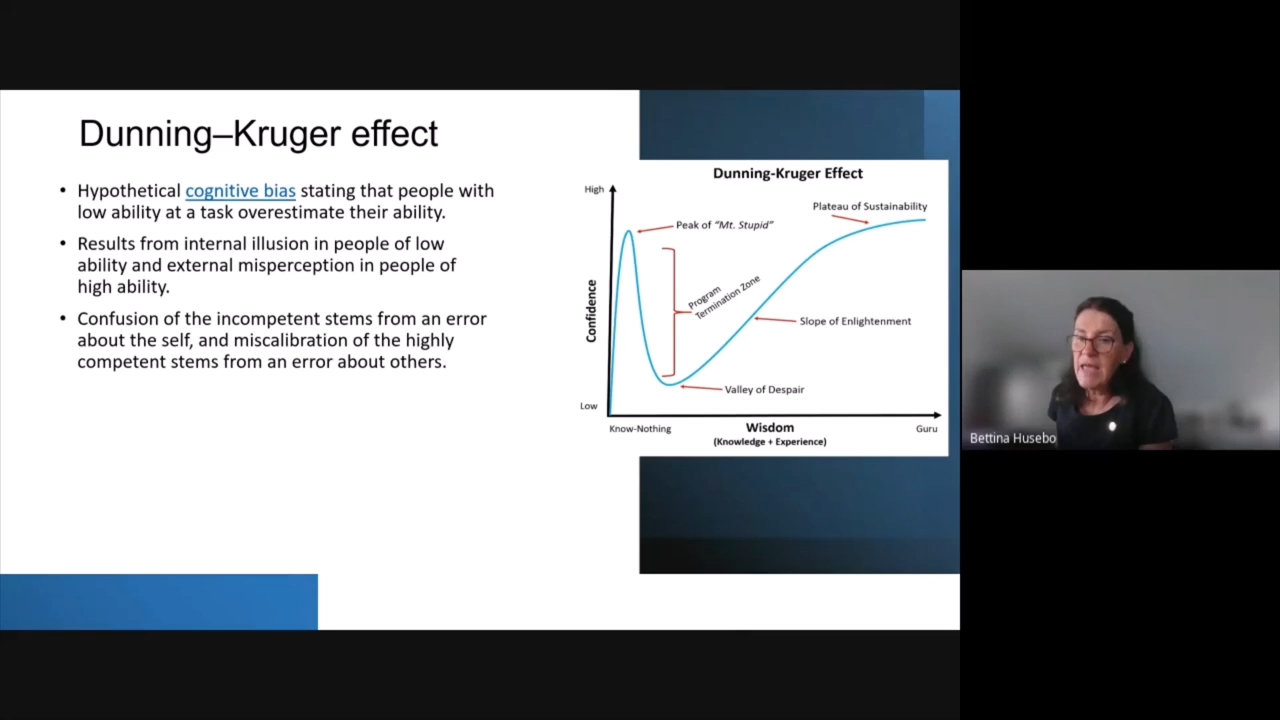 Dunning–Kruger effect
• Hypothetical cognitive bias stating that people with
low ability at a task overestimate their ability.
• Results from internal illusion in people of low
ability and external misperception in people of
high ability.
• Confusion of the incompetent stems from an error
about the self, and miscalibration of the highly
competent stems from an error about others.
Dunning-Kruger Effect
High
Plateau of Sustainability
Peak of "Mt. Stupid"
Program
Termination Zone
Confidence
Slope of Enlightenment
Valley of Despair
Low
Know-Nothing
Wisdom
Guru
(Knowledge + Experience)
Bettina Husebo